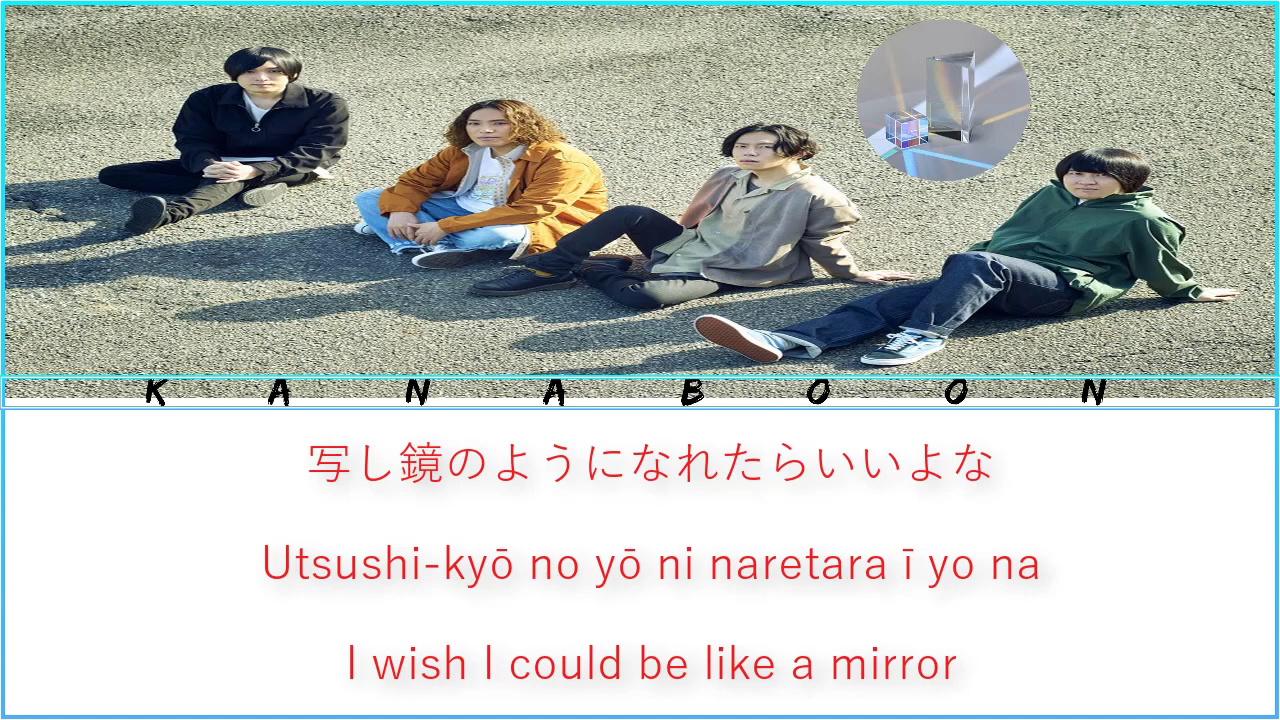 K A N A B O O N
写し鏡のようになれたらいいよな
Utsushi-kyō no yō ni naretara ī yo na
I wish I could be like a mirror